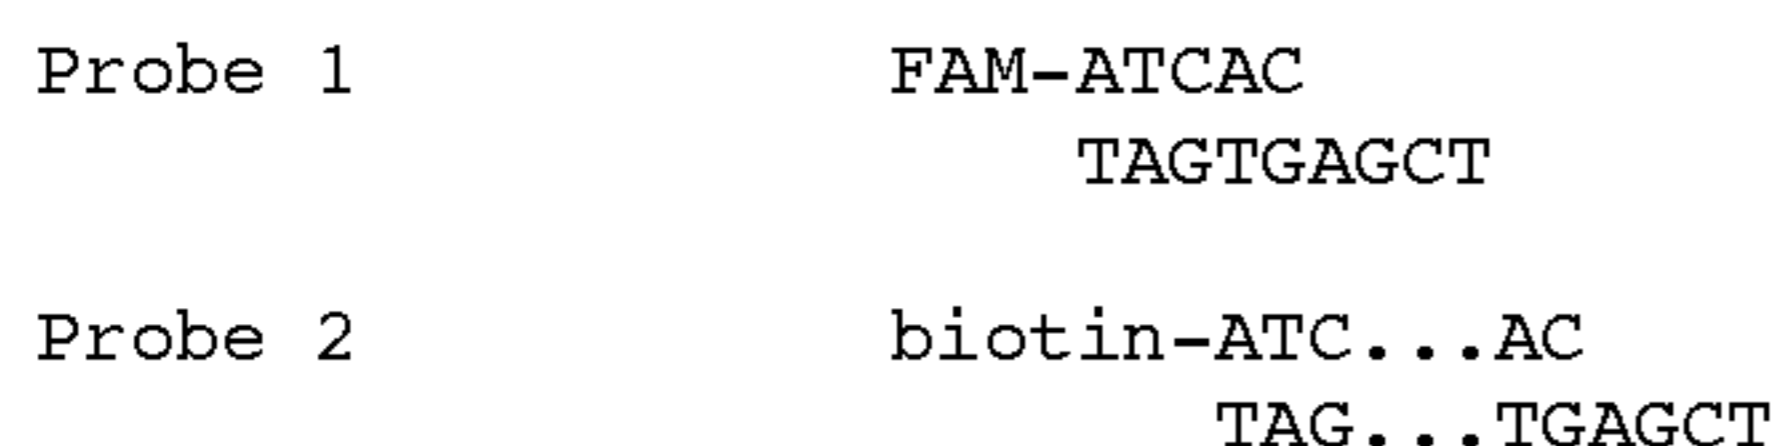 Probe 1 FAM-ATCAC
TAGTGAGCT
Probe 2 biotin-ATC...AC
TAG...TGAGCT